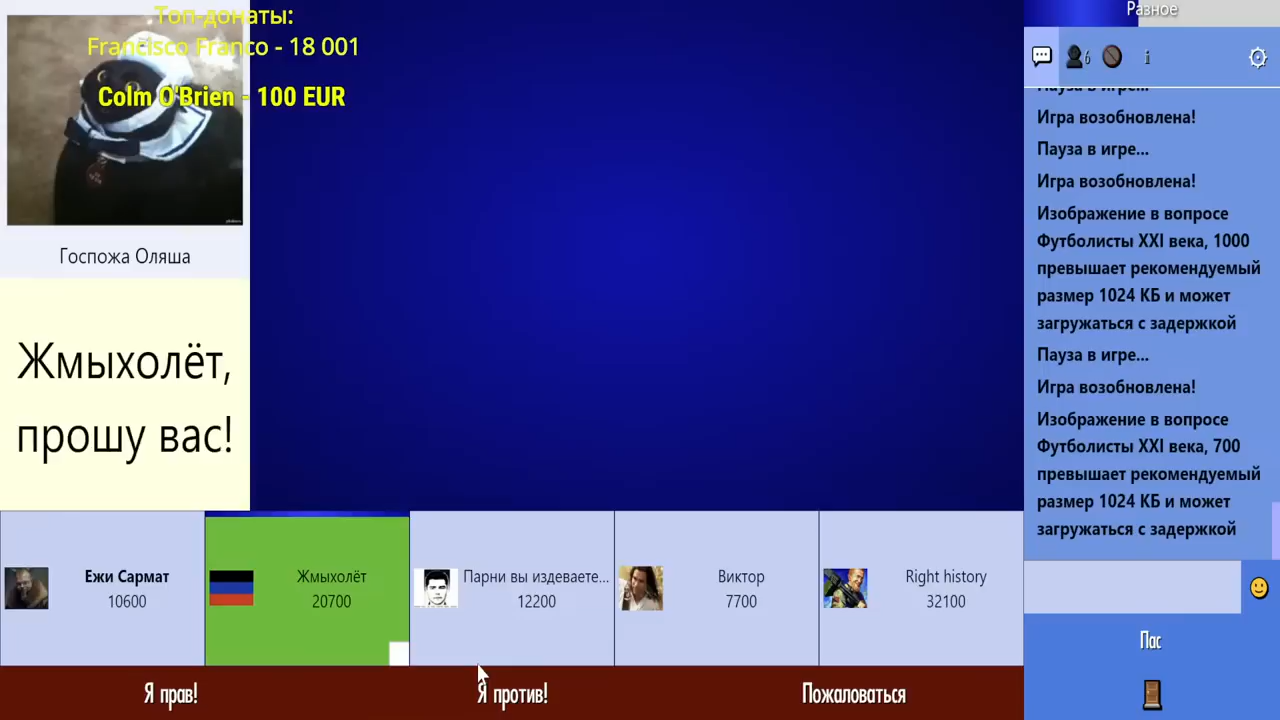 Топ-донаты:
Francisco Franco - 18 001
Colm O'Brien - 100 EUR
Госпожа Оляша
Жмыхолёт,
прошу вас!
Разное
6
i
Пауза в игре...
Игра возобновлена!
Пауза в игре...
Игра возобновлена!
Изображение в вопросе
Футболисты XXI века, 1000
превышает рекомендуемый
размер 1024 КБ и может
загружаться с задержкой
Пауза в игре...
Игра возобновлена!
Изображение в вопросе
Футболисты XXI века, 700
превышает рекомендуемый
размер 1024 КБ и может
загружаться с задержкой
Ежи Сармат
10600
Жмыхолёт
20700
Парни вы издеваете...
12200
Виктор
7700
Right history
32100
Пас
Я прав!
Я против!
Пожаловаться